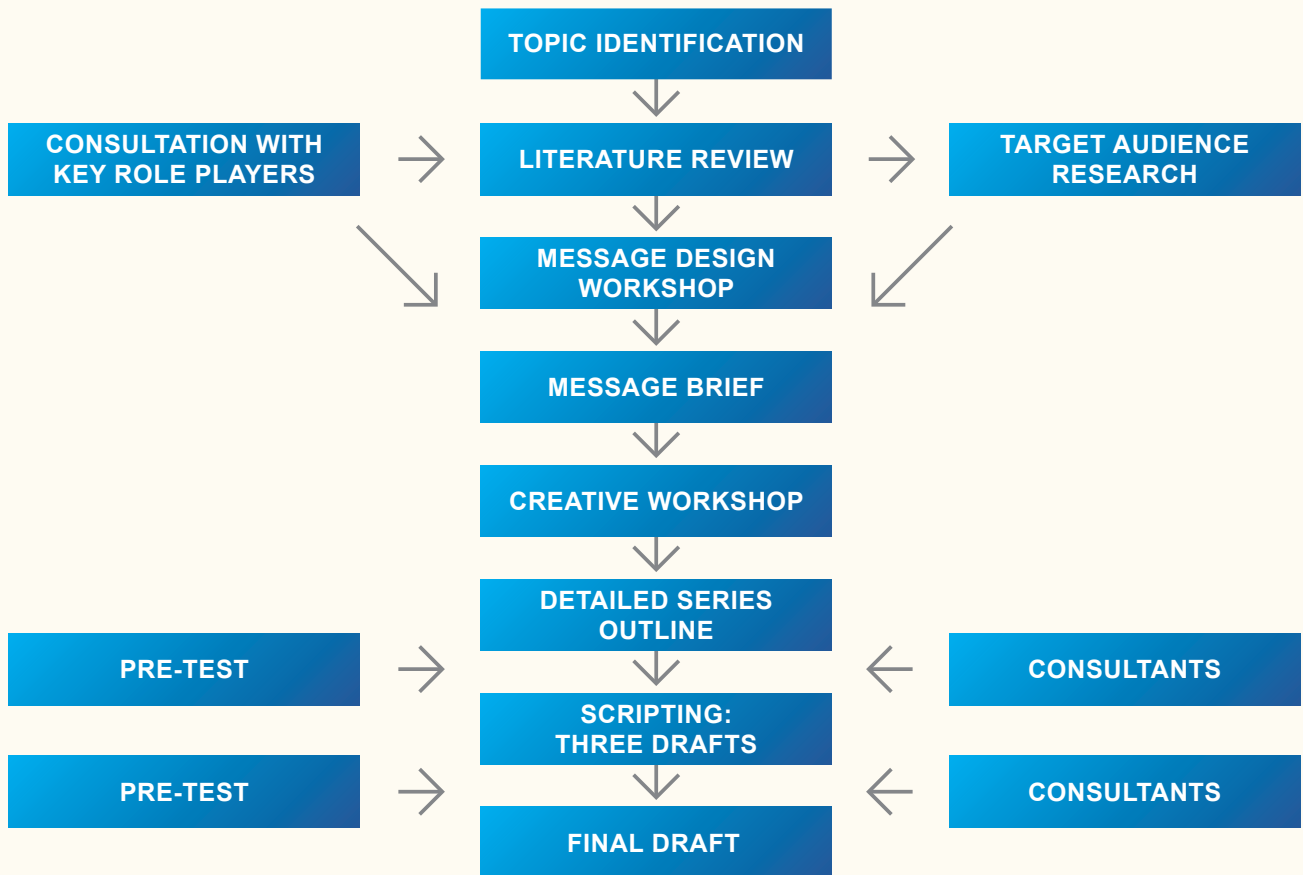 TOPIC IDENTIFICATION
CONSULTATION WITH
KEY ROLE PLAYERS
LITERATURE REVIEW
TARGET AUDIENCE
RESEARCH
MESSAGE DESIGN
WORKSHOP
MESSAGE BRIEF
CREATIVE WORKSHOP
DETAILED SERIES
OUTLINE
PRE-TEST
CONSULTANTS
SCRIPTING:
THREE DRAFTS
PRE-TEST
CONSULTANTS
FINAL DRAFT